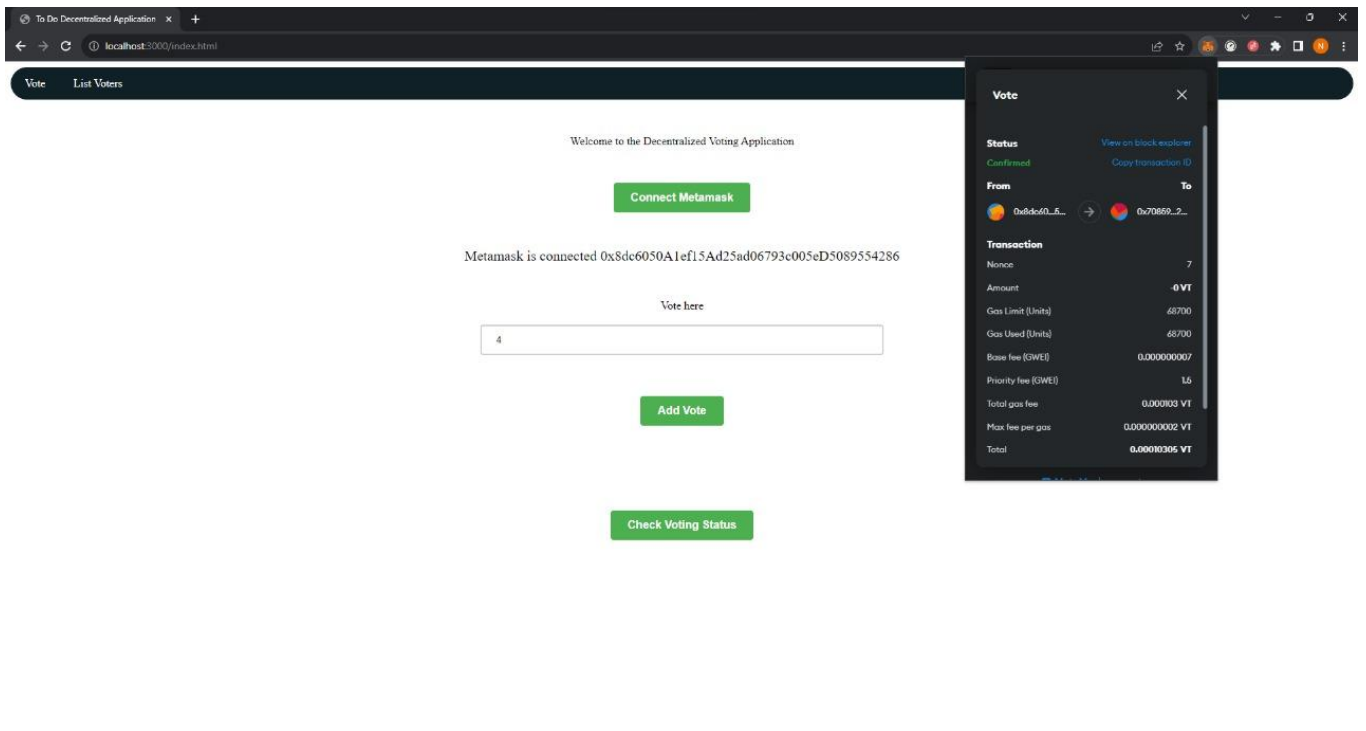 To Do Decentralized Application
localhost:3000/index.html
N
Vote List Voters
Welcome to the Decentralized Voting Application
Connect Metamask
Metamask is connected 0x8dc6050A1ef15Ad25ad06793c005eD5089554286
Vote here
4
Add Vote
Check Voting Status
Vote
Status View on block explorer
Confirmed Copy transaction ID
From To
0x8dc60...5... 0x70869...2...
Transaction
Nonce 7
Amount -0 VT
Gas Limit (Units) 68700
Gas Used (Units) 68700
Base fee (GWEI) 0.000000007
Priority fee (GWEI) 1.5
Total gas fee 0.000103 VT
Max fee per gas 0.000000002 VT
Total 0.00010305 VT